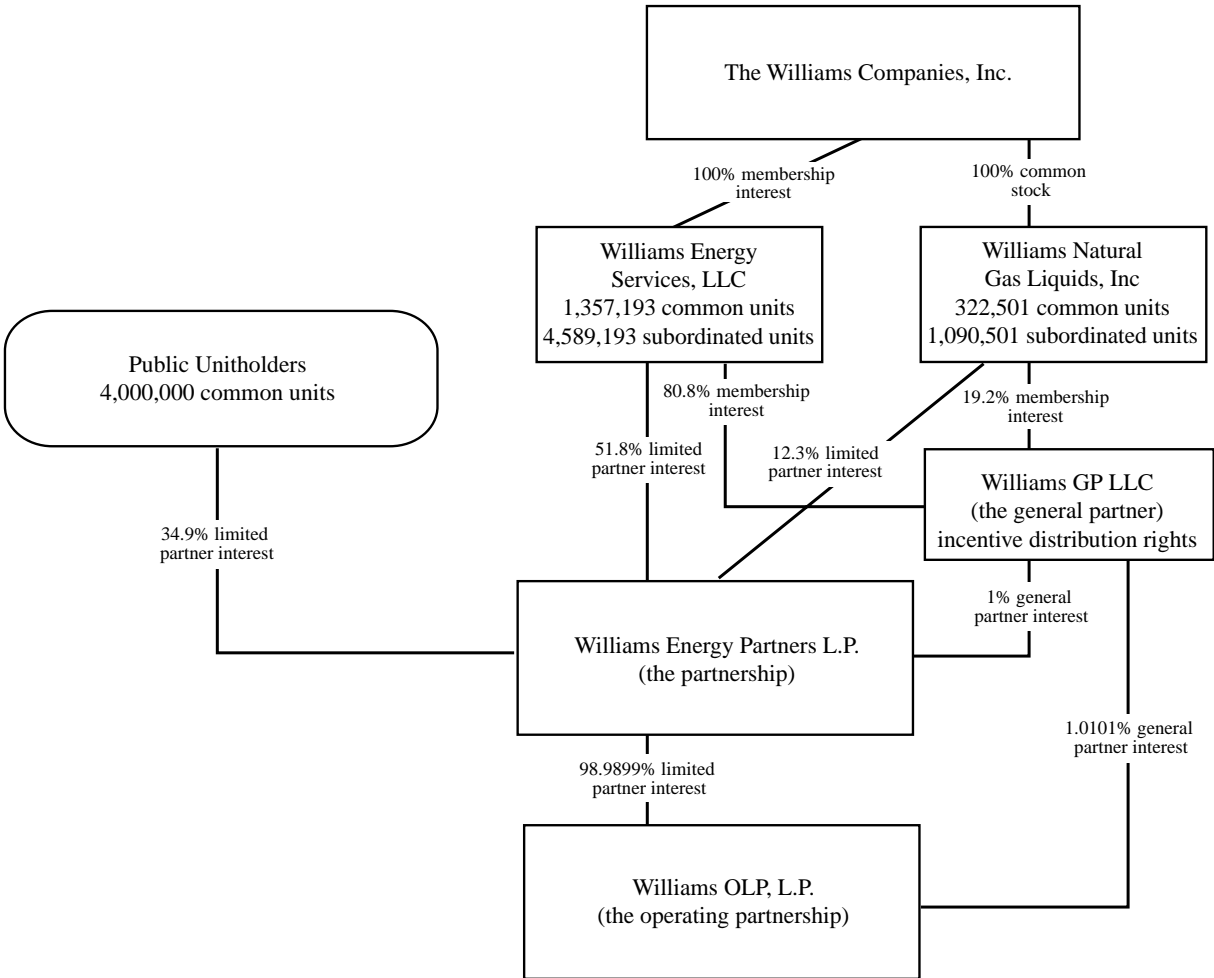 The Williams Companies, Inc.
100% membership
interest
100% common
stock
Williams Energy
Services, LLC
1,357,193 common units
4,589,193 subordinated units
Williams Natural
Gas Liquids, Inc
322,501 common units
1,090,501 subordinated units
Public Unitholders
4,000,000 common units
80.8% membership
interest
19.2% membership
interest
51.8% limited
partner interest
12.3% limited
partner interest
Williams GP LLC
(the general partner)
incentive distribution rights
34.9% limited
partner interest
1% general
partner interest
Williams Energy Partners L.P.
(the partnership)
1.0101% general
partner interest
98.9899% limited
partner interest
Williams OLP, L.P.
(the operating partnership)